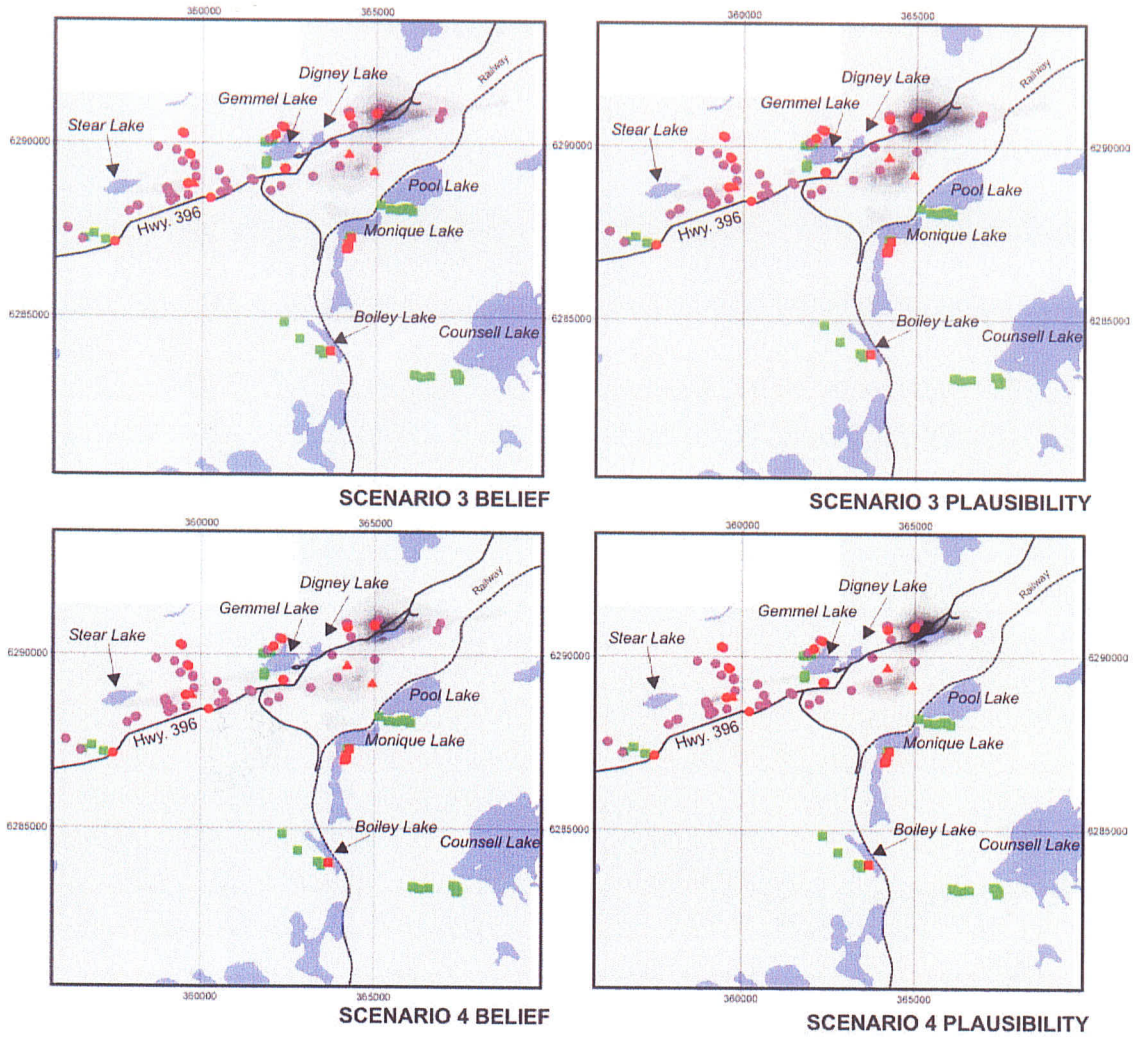 360000 365000
360000 365000
Digney Lake
Gemmel Lake
Stear Lake
Railway
6290000
Pool Lake
Hwy. 396
Monique Lake
Boiley Lake
6285000
Counsell Lake
SCENARIO 3 BELIEF
Digney Lake
Gemmel Lake
Stear Lake
Railway
6290000
6290000
Pool Lake
Hwy. 396
Monique Lake
Boiley Lake
6285000
6285000
Counsell Lake
SCENARIO 3 PLAUSIBILITY
360000 365000
360000 365000
Digney Lake
Gemmel Lake
Stear Lake
Railway
6290000
Pool Lake
Hwy. 396
Monique Lake
Boiley Lake
6285000
Counsell Lake
360000 365000
SCENARIO 4 BELIEF
Digney Lake
Gemmel Lake
Stear Lake
Railway
6290000
6290000
Pool Lake
Hwy. 396
Monique Lake
Boiley Lake
6285000
6285000
Counsell Lake
360000 365000
SCENARIO 4 PLAUSIBILITY